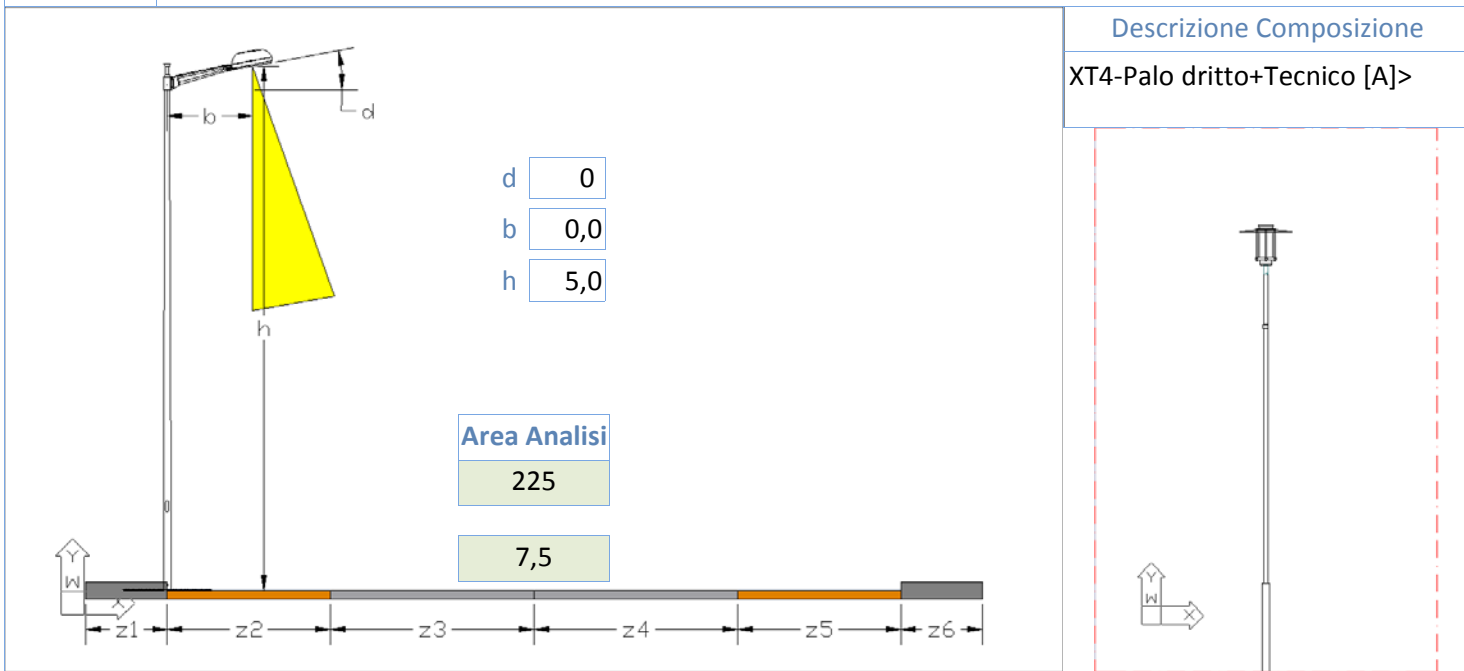 Descrizione Composizione
XT4-Palo dritto+Tecnico [A]>
b
d
d 0
b 0,0
h 5,0
h
Area Analisi
225
7,5
Y
W
X
z1 z2 z3 z4 z5 z6
Y
W
X